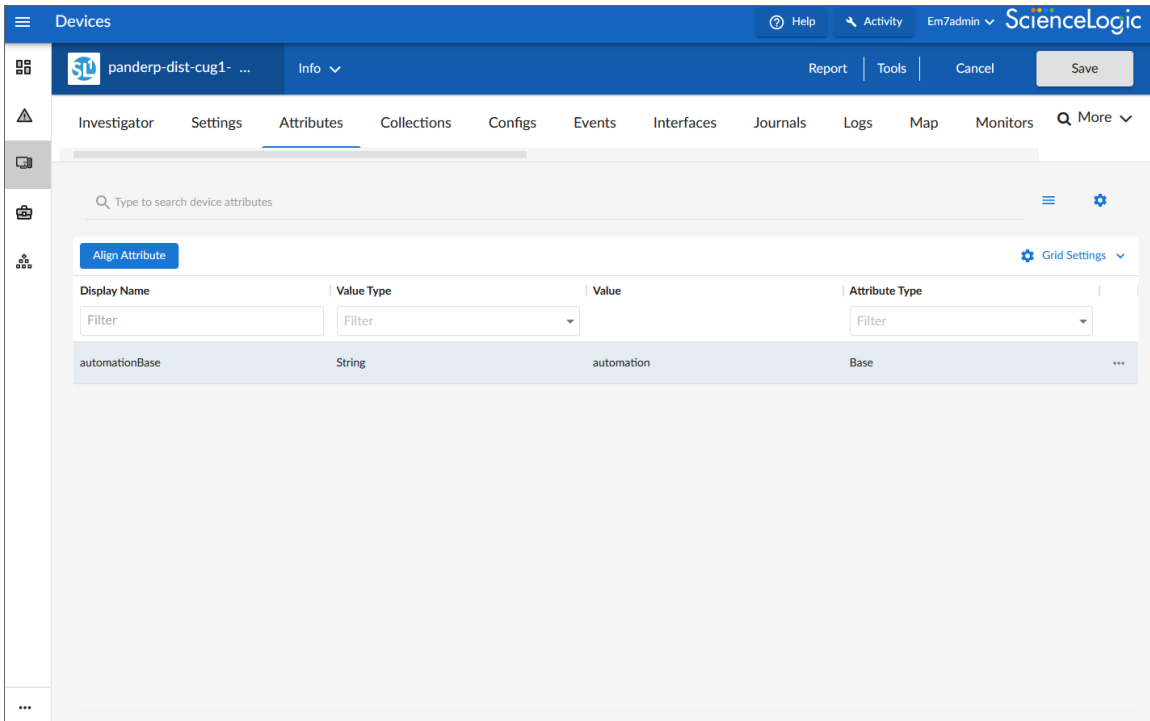 Devices
Help
Activity
Em7admin
ScienceLogic
SL1
panderp-dist-cug1- ...
Info
Report
Tools
Cancel
Save
Investigator
Settings
Attributes
Collections
Configs
Events
Interfaces
Journals
Logs
Map
Monitors
More
Type to search device attributes
Align Attribute
Grid Settings
Display Name
Value Type
Value
Attribute Type
Filter
Filter
Filter
automationBase
String
automation
Base